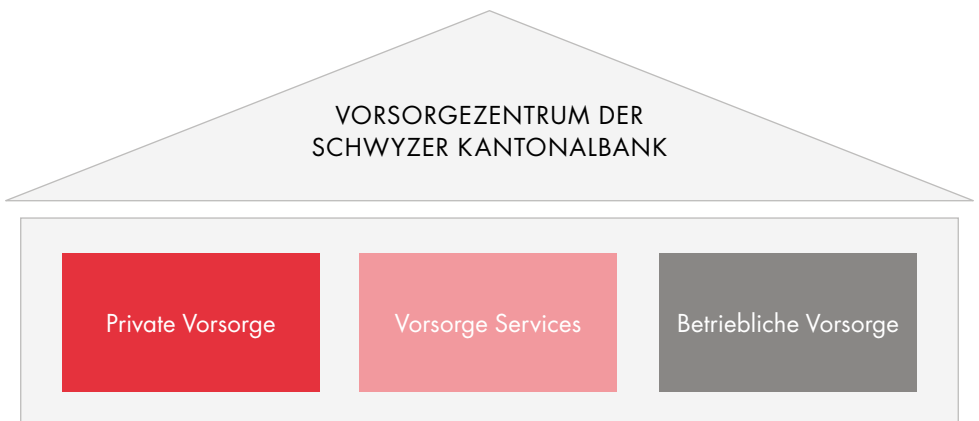 VORSORGEZENTRUM DER
SCHWYZER KANTONALBANK
Private Vorsorge
Vorsorge Services
Betriebliche Vorsorge